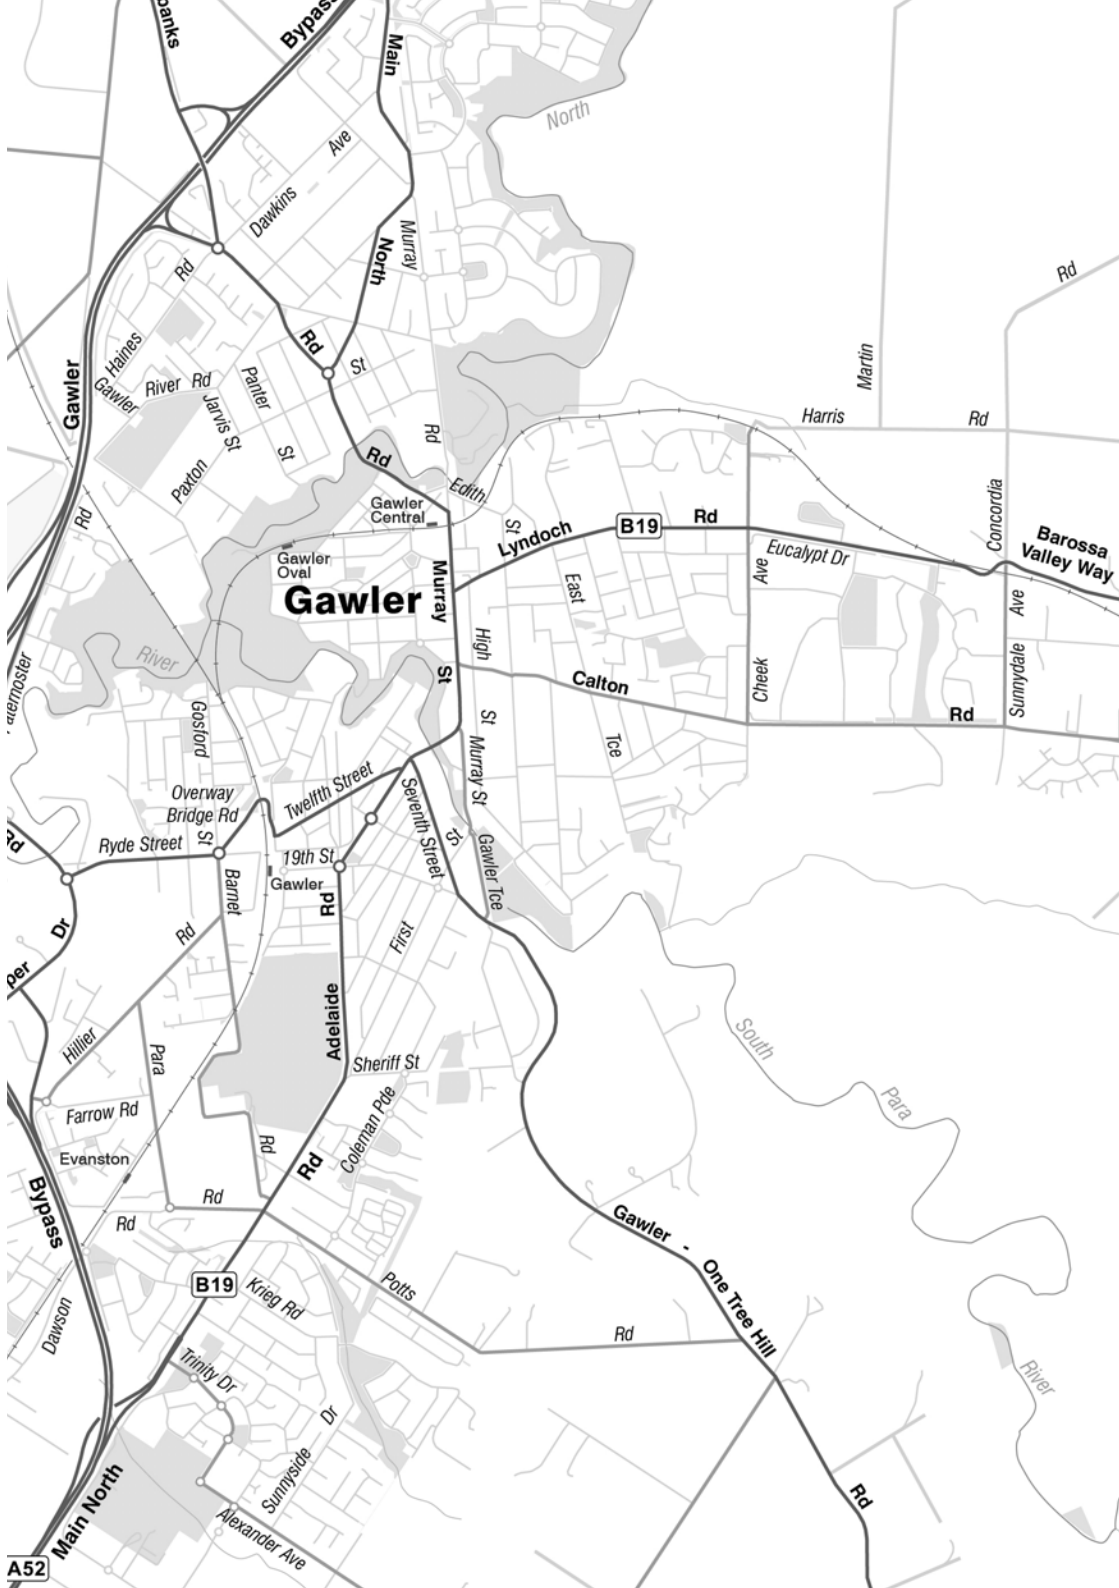 Bypass
Main
North
Ave
Dawkins
Murray
North
Rd
Rd
Rd
Martin
Haines
St
Gawler
Gawler
River Rd
Panter
Jarvis St
St
Harris
Rd
Rd
Rd
Paxton
Edith
St
Gawler
Central
Rd
Lyndoch
B19
Rd
Concordia
Barossa
Valley Way
Gawler
Oval
Eucalypt Dr
Ave
Gawler
Murray
East
Ave
High
River
St
Calton
Cheek
Sunnydale
Rd
Gosford
St
Tce
Murray St
Overway
Bridge Rd
Twelfth Street
Seventh Street
St
Ryde Street
St
19th St
Gawler
Gawler Tce
Barnet
Rd
Rd
Dr
First
Rd
Adelaide
South
Hillier
Para
Sheriff St
Para
Farrow Rd
Coleman Pde
Evanston
Rd
Rd
Bypass
Rd
Rd
Gawler - One Tree Hill
B19
Krieg Rd
Potts
Dawson
Rd
Trinity Dr
River
Dr
Sunnyside
Main North
Rd
Alexander Ave
A52